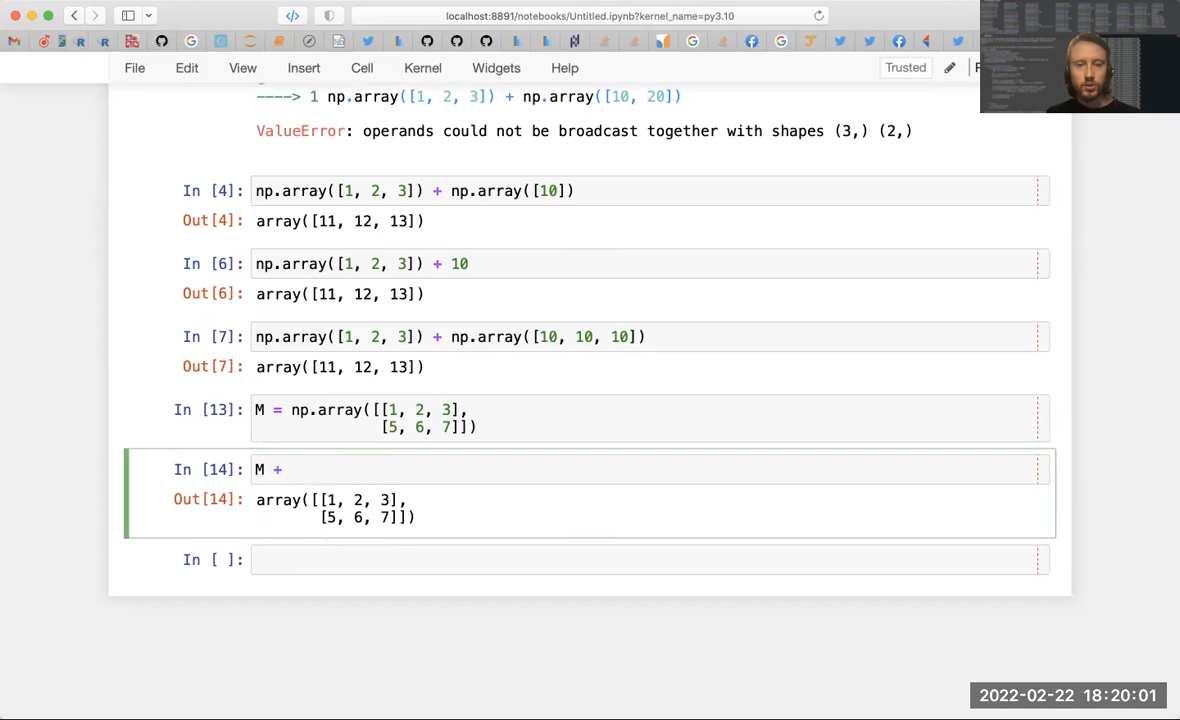 localhost:8891/notebooks/Untitled.ipynb?kernel_name=py3.10
File Edit View Insert Cell Kernel Widgets Help Trusted
----> 1 np.array([1, 2, 3]) + np.array([10, 20])
ValueError: operands could not be broadcast together with shapes (3,) (2,)
In [4]: np.array([1, 2, 3]) + np.array([10])
Out[4]: array([11, 12, 13])
In [6]: np.array([1, 2, 3]) + 10
Out[6]: array([11, 12, 13])
In [7]: np.array([1, 2, 3]) + np.array([10, 10, 10])
Out[7]: array([11, 12, 13])
In [13]: M = np.array([[1, 2, 3],
[5, 6, 7]])
In [14]: M +
Out[14]: array([[1, 2, 3],
[5, 6, 7]])
In [ ]:
2022-02-22 18:20:01